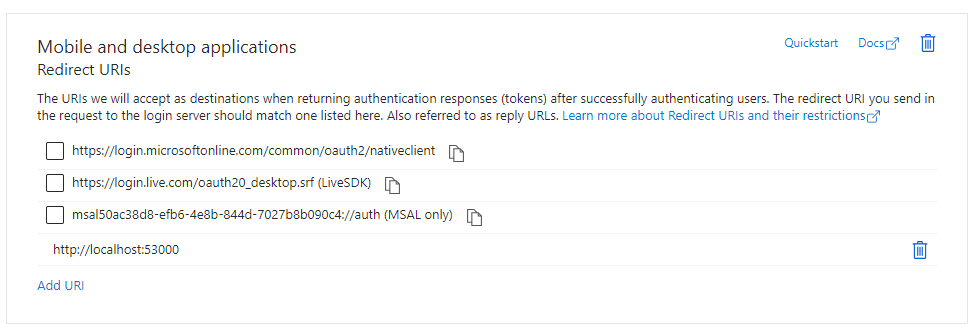 Mobile and desktop applications
Quickstart
Docs
Redirect URIs
The URIs we will accept as destinations when returning authentication responses (tokens) after successfully authenticating users. The redirect URI you send in
the request to the login server should match one listed here. Also referred to as reply URLs. Learn more about Redirect URIs and their restrictions
https://login.microsoftonline.com/common/oauth2/nativeclient
https://login.live.com/oauth20_desktop.srf (LiveSDK)
msal50ac38d8-efb6-4e8b-844d-7027b8b090c4://auth (MSAL only)
http://localhost:53000
Add URI